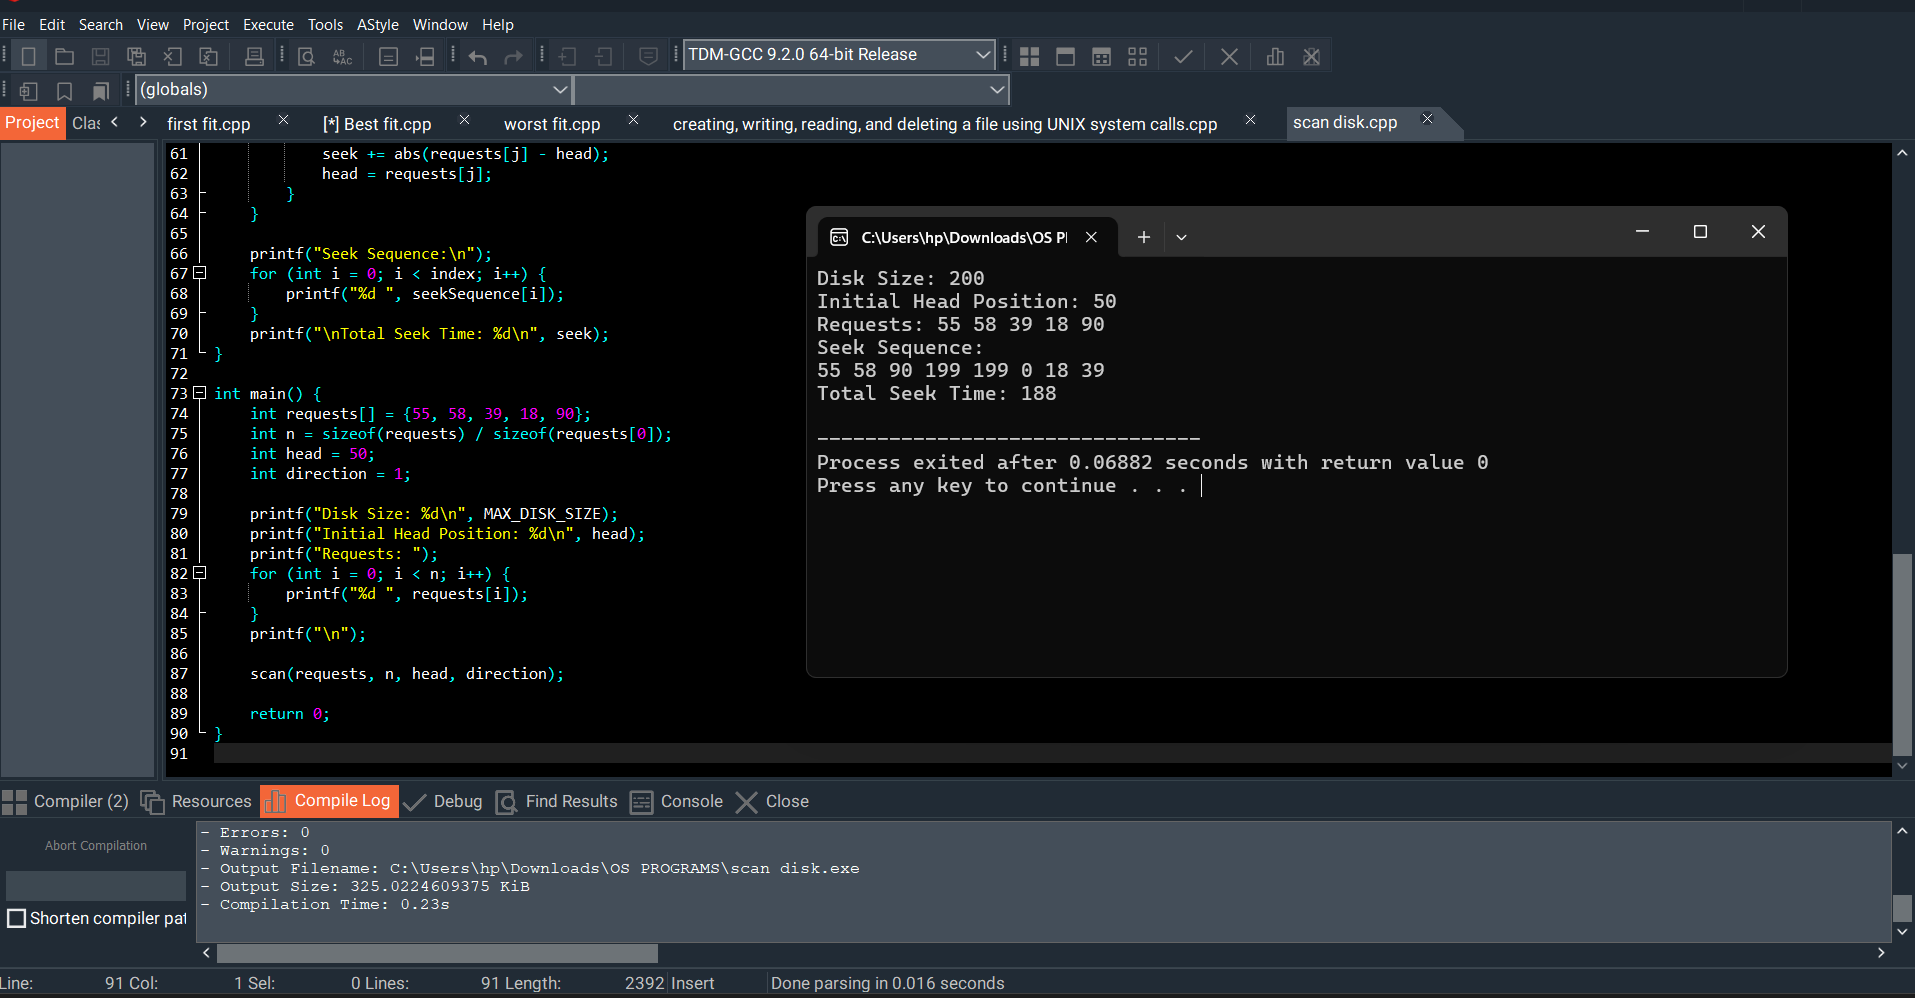 File Edit Search View Project Execute Tools AStyle Window Help
TDM-GCC 9.2.0 64-bit Release
(globals)
Project Clas first fit.cpp [*] Best fit.cpp worst fit.cpp creating, writing, reading, and deleting a file using UNIX system calls.cpp scan disk.cpp
61 seek += abs(requests[j] - head);
62 head = requests[j];
63 }
64 }
65
66 printf("Seek Sequence:\n");
67 for (int i = 0; i < index; i++) {
68 printf("%d ", seekSequence[i]);
69 }
70 printf("\nTotal Seek Time: %d\n", seek);
71 }
72
73 int main() {
74 int requests[] = {55, 58, 39, 18, 90};
75 int n = sizeof(requests) / sizeof(requests[0]);
76 int head = 50;
77 int direction = 1;
78
79 printf("Disk Size: %d\n", MAX_DISK_SIZE);
80 printf("Initial Head Position: %d\n", head);
81 printf("Requests: ");
82 for (int i = 0; i < n; i++) {
83 printf("%d ", requests[i]);
84 }
85 printf("\n");
86
87 scan(requests, n, head, direction);
88
89 return 0;
90 }
91
C:\Users\hp\Downloads\OS P
Disk Size: 200
Initial Head Position: 50
Requests: 55 58 39 18 90
Seek Sequence:
55 58 90 199 199 0 18 39
Total Seek Time: 188
--------------------------------
Process exited after 0.06882 seconds with return value 0
Press any key to continue . . .
Compiler (2) Resources Compile Log Debug Find Results Console Close
Abort Compilation
Shorten compiler pat
- Errors: 0
- Warnings: 0
- Output Filename: C:\Users\hp\Downloads\OS PROGRAMS\scan disk.exe
- Output Size: 325.0224609375 KiB
- Compilation Time: 0.23s
Line: 91 Col: 1 Sel: 0 Lines: 91 Length: 2392 Insert Done parsing in 0.016 seconds